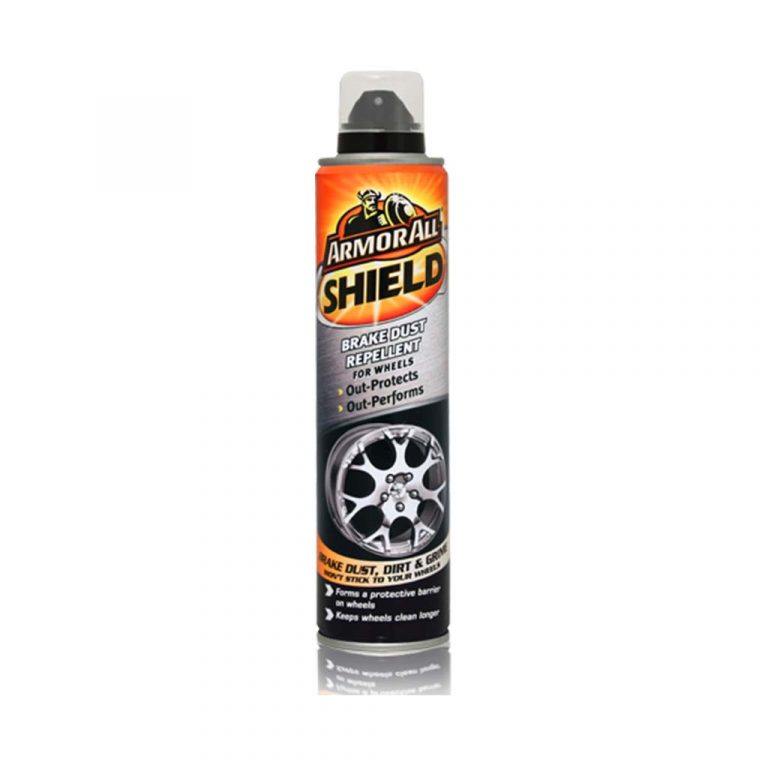 ARMORALL
SHIELD
BRAKE DUST
REPELLENT
FOR WHEELS
Out-Protects
Out-Performs
BRAKE DUST, DIRT & GRIME
WON'T STICK TO YOUR WHEELS
Forms a protective barrier
on wheels
Keeps wheels clean longer